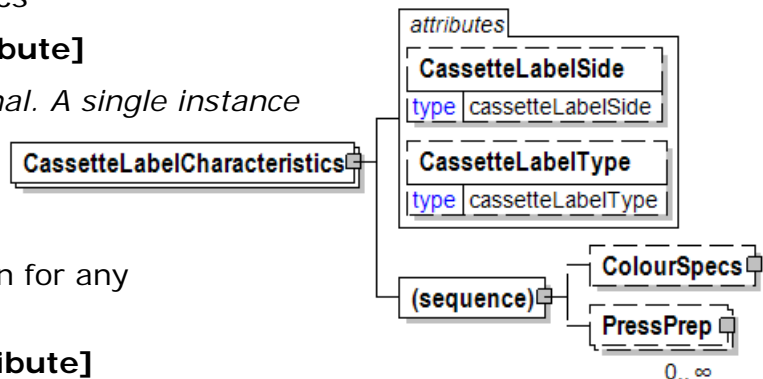 bute]
nal. A single instance
n for any
ibute]
CassetteLabelCharacteristics
attributes
CassetteLabelSide
type cassetteLabelSide
CassetteLabelType
type cassetteLabelType
(sequence)
ColourSpecs
PressPrep
0.. ∞